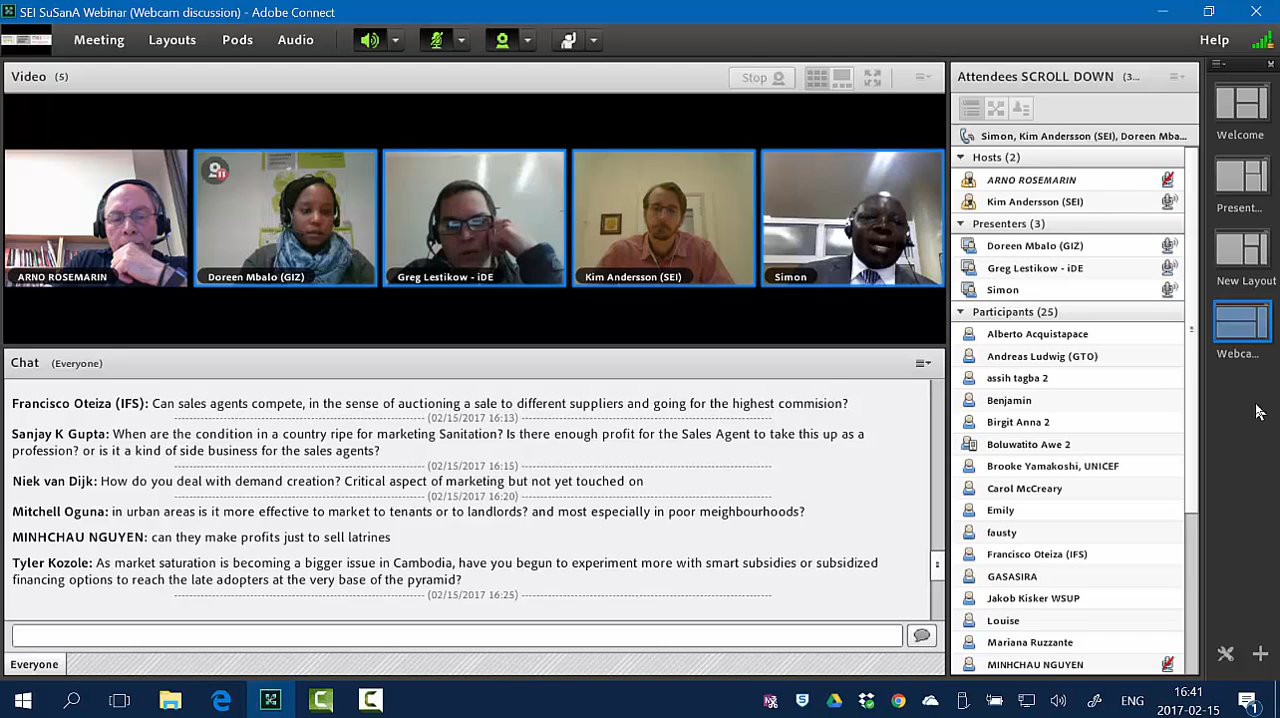 SEI SuSanA Webinar (Webcam discussion) - Adobe Connect
Meeting Layouts Pods Audio Help
Video (5) Stop
ARNO ROSEMARIN
Doreen Mbalo (GIZ)
Greg Lestikow - iDE
Kim Andersson (SEI)
Simon
Chat (Everyone)
Francisco Oteiza (IFS): Can sales agents compete, in the sense of auctioning a sale to different suppliers and going for the highest commision?
(02/15/2017 16:13)
Sanjay K Gupta: When are the condition in a country ripe for marketing Sanitation? Is there enough profit for the Sales Agent to take this up as a
profession? or is it a kind of side business for the sales agents?
(02/15/2017 16:15)
Niek van Dijk: How do you deal with demand creation? Critical aspect of marketing but not yet touched on
(02/15/2017 16:20)
Mitchell Oguna: in urban areas is it more effective to market to tenants or to landlords? and most especially in poor meighbourhoods?
MINHCHAU NGUYEN: can they make profits just to sell latrines
Tyler Kozole: As market saturation is becoming a bigger issue in Cambodia, have you begun to experiment more with smart subsidies or subsidized
financing options to reach the late adopters at the very base of the pyramid?
(02/15/2017 16:25)
Everyone
Attendees SCROLL DOWN (3...
Simon, Kim Andersson (SEI), Doreen Mba...
Hosts (2)
ARNO ROSEMARIN
Kim Andersson (SEI)
Presenters (3)
Doreen Mbalo (GIZ)
Greg Lestikow - iDE
Simon
Participants (25)
Alberto Acquistapace
Andreas Ludwig (GTO)
assih tagba 2
Benjamin
Birgit Anna 2
Boluwatito Awe 2
Brooke Yamakoshi, UNICEF
Carol McCreary
Emily
fausty
Francisco Oteiza (IFS)
GASASIRA
Jakob Kisker WSUP
Louise
Mariana Ruzzante
MINHCHAU NGUYEN
Welcome
Present...
New Layout
Webca...
ENG
16:41
2017-02-15
1